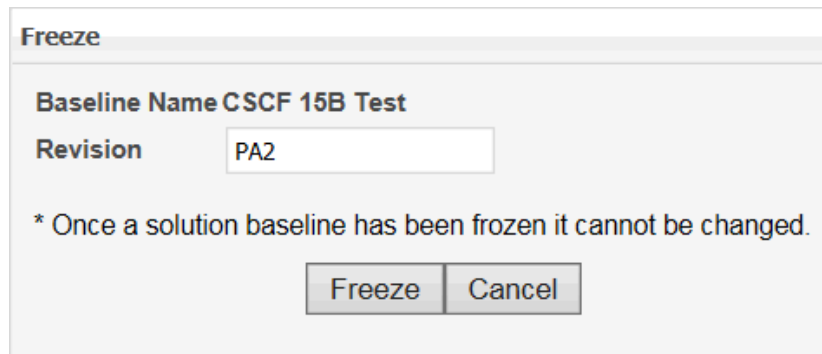 Freeze
Baseline Name CSCF 15B Test
Revision PA2
* Once a solution baseline has been frozen it cannot be changed.
Freeze Cancel